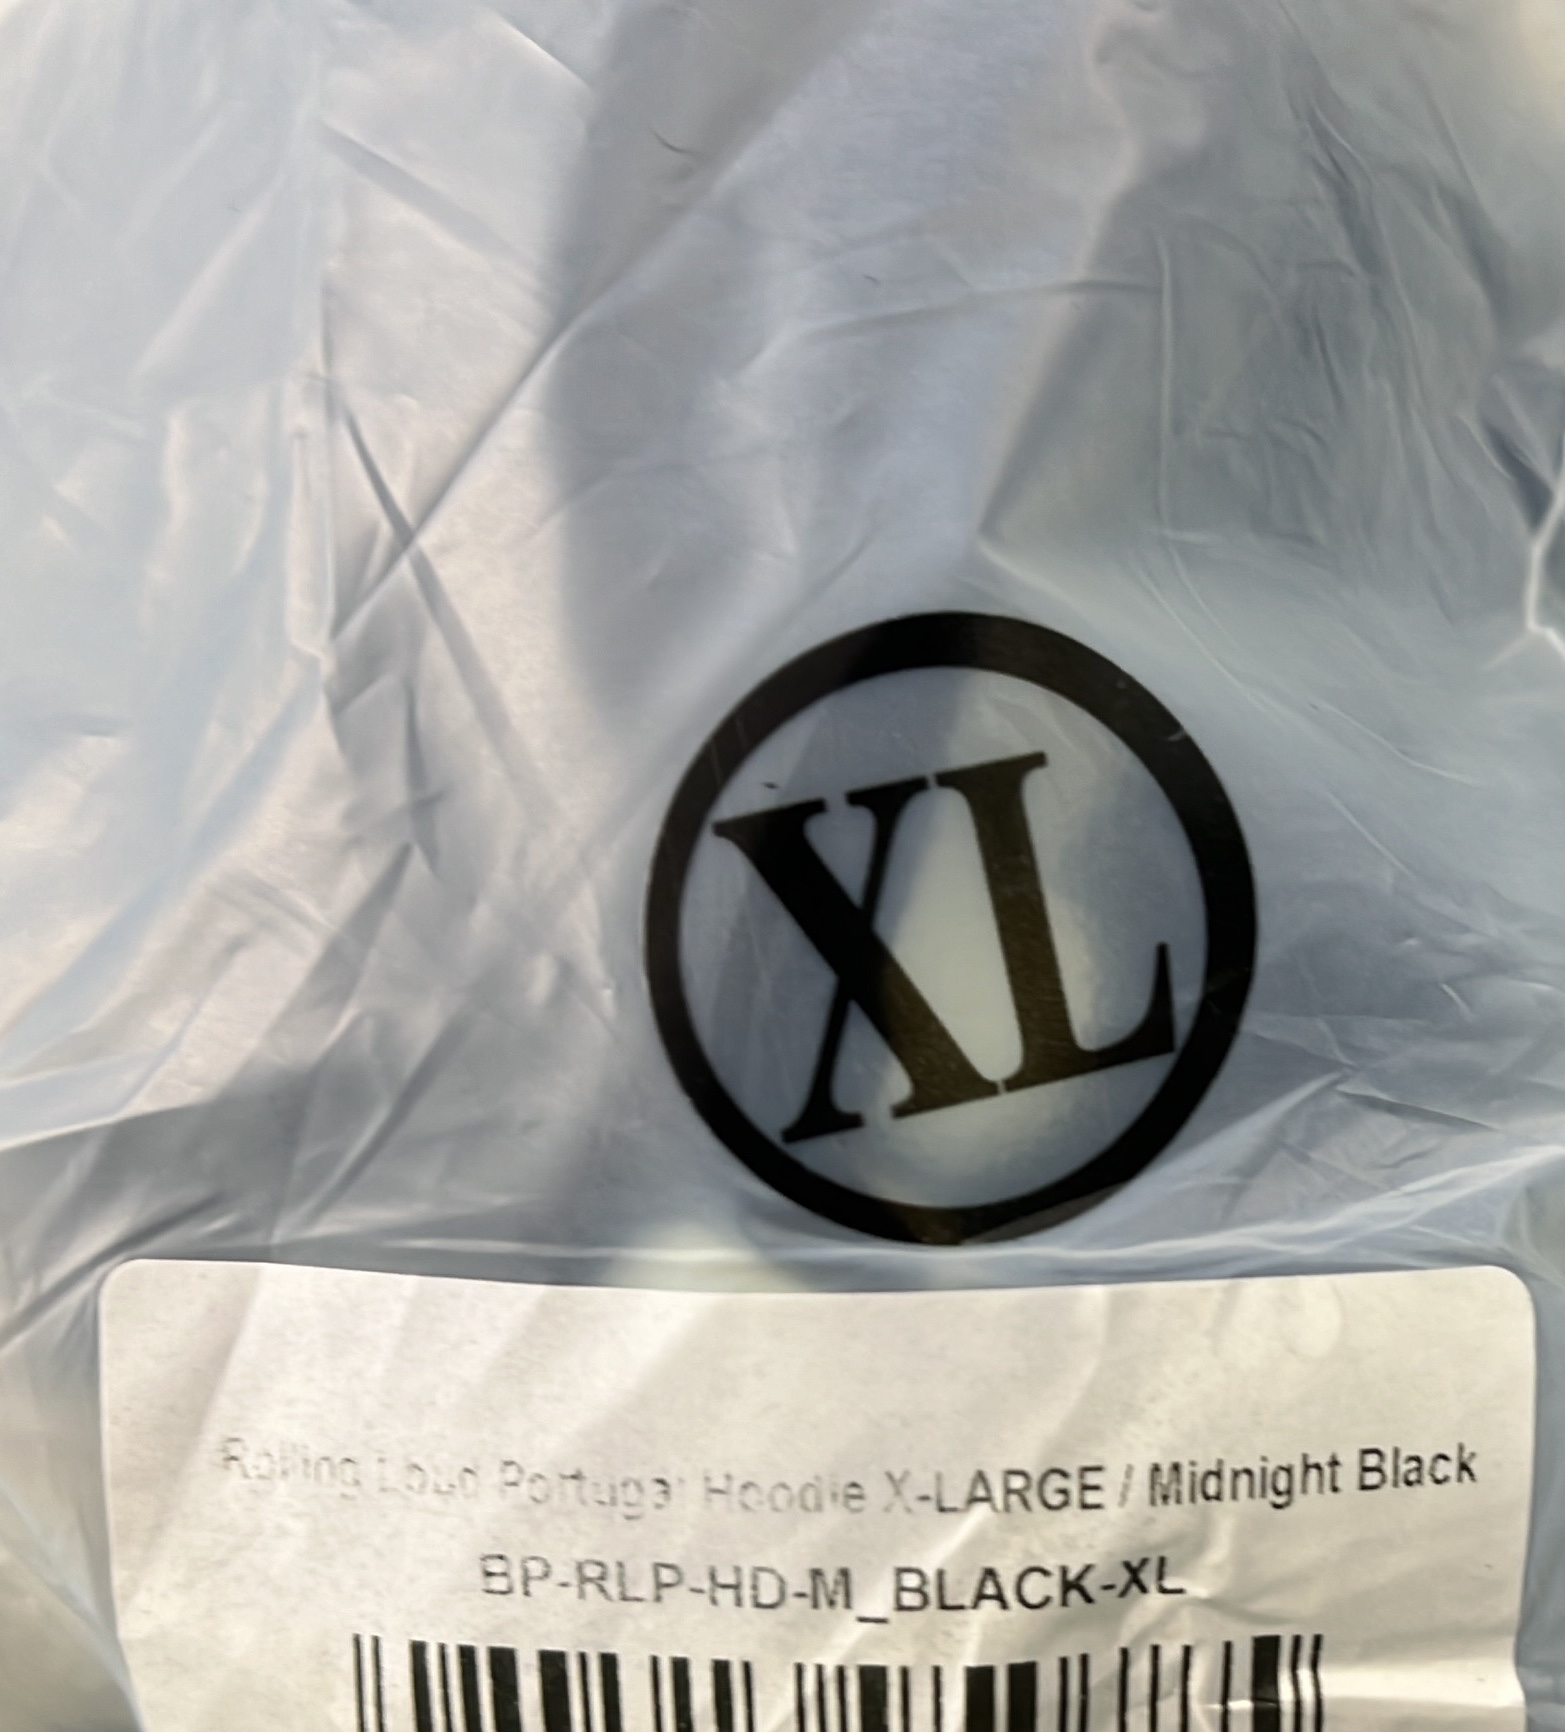 XL
Rolling Loud Portugal Hoodie X-LARGE / Midnight Black
BP-RLP-HD-M_BLACK-XL